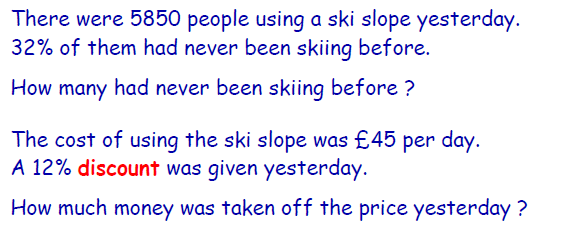 There were 5850 people using a ski slope yesterday.
32% of them had never been skiing before.
How many had never been skiing before ?
The cost of using the ski slope was £45 per day.
A 12% discount was given yesterday.
How much money was taken off the price yesterday ?